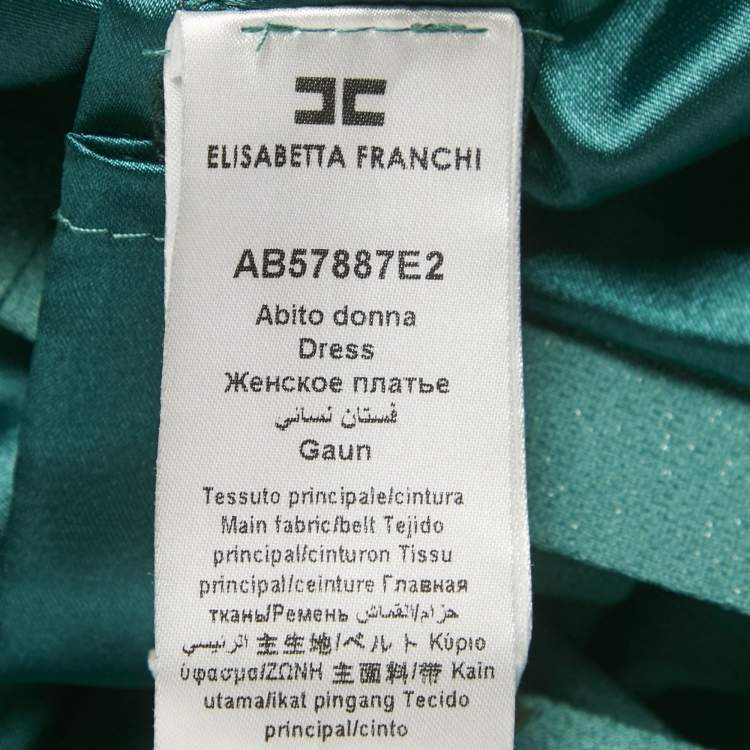 ELISABETTA FRANCHI
AB57887E2
Abito donna
Dress
Женское платье
فستان نسائي
Gaun
Tessuto principale/cintura
Main fabric/belt Tejido
principal/cinturon Tissu
principal/ceinture Главная
ткань/Ремень حزام/القماش
الرئيسي 主生地/ベルト Κύριο
ύφασμα/ΖΩΝΗ 主面料/带 Kain
utama/ikat pingang Tecido
principal/cinto